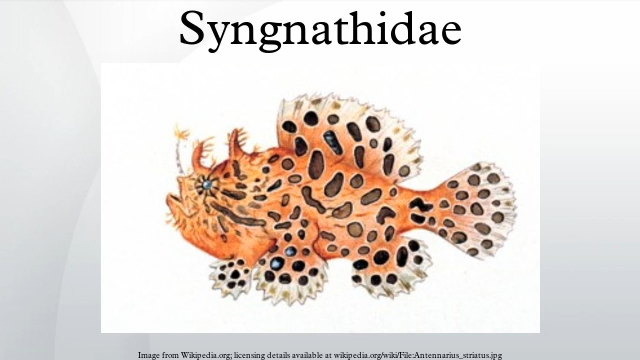 Syngnathidae
Image from Wikipedia.org; licensing details available at wikipedia.org/wiki/File:Antennarius_striatus.jpg